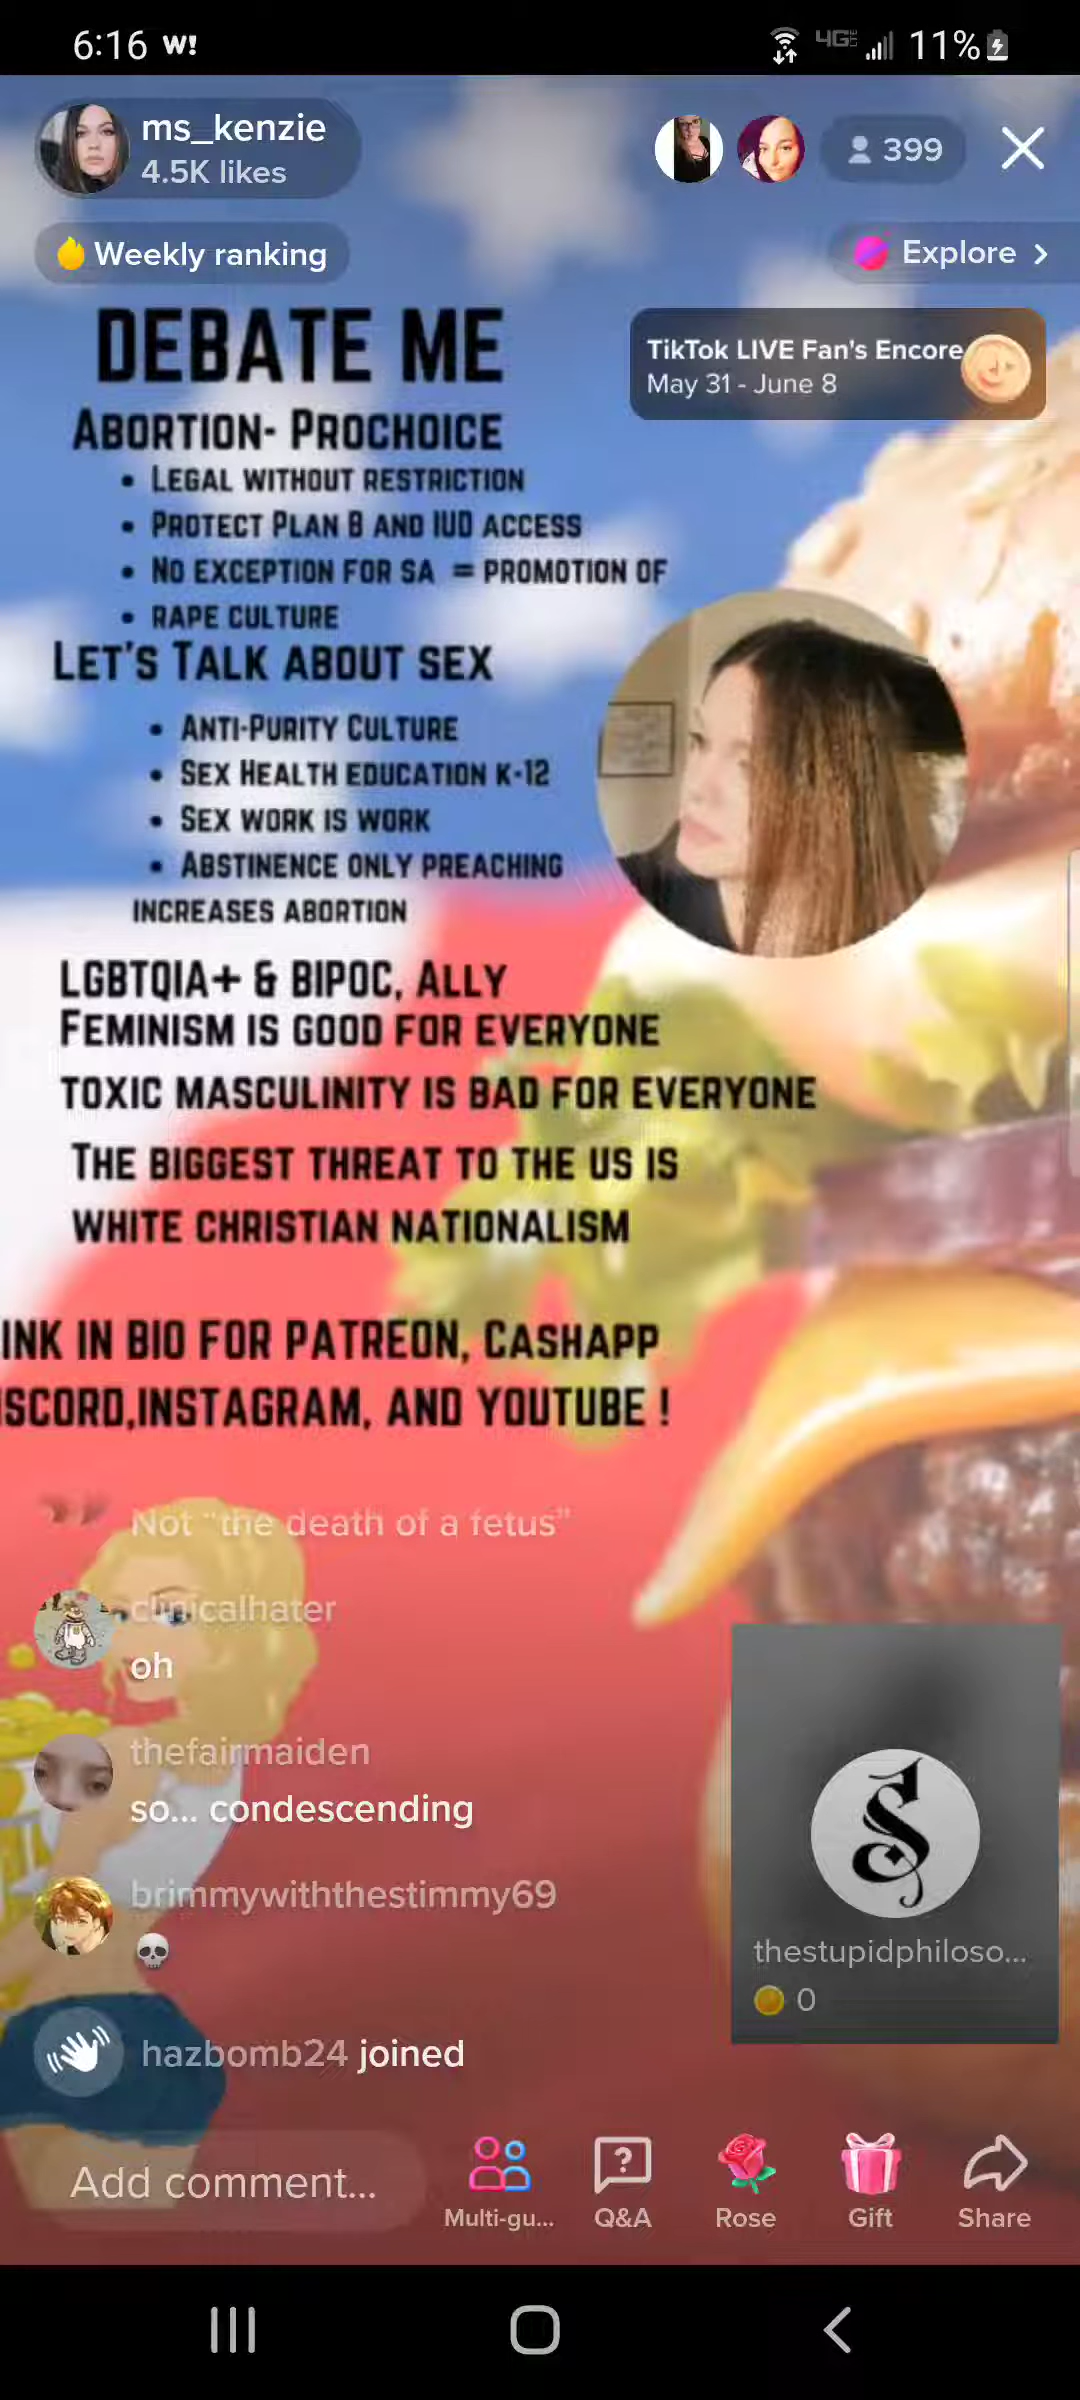 6:16 W! 4G LTE 11%
ms_kenzie
4.5K likes
399
Weekly ranking
Explore >
DEBATE ME
TikTok LIVE Fan's Encore
May 31 - June 8
ABORTION- PROCHOICE
• LEGAL WITHOUT RESTRICTION
• PROTECT PLAN B AND IUD ACCESS
• NO EXCEPTION FOR SA = PROMOTION OF
• RAPE CULTURE
LET'S TALK ABOUT SEX
• ANTI-PURITY CULTURE
• SEX HEALTH EDUCATION K-12
• SEX WORK IS WORK
• ABSTINENCE ONLY PREACHING
INCREASES ABORTION
LGBTQIA+ & BIPOC, ALLY
FEMINISM IS GOOD FOR EVERYONE
TOXIC MASCULINITY IS BAD FOR EVERYONE
THE BIGGEST THREAT TO THE US IS
WHITE CHRISTIAN NATIONALISM
INK IN BIO FOR PATREON, CASHAPP
ISCORD,INSTAGRAM, AND YOUTUBE !
Not "the death of a fetus"
clinicalhater
oh
thefairmaiden
so... condescending
brimmywiththestimmy69
💀
hazbomb24 joined
S
thestupidphiloso...
0
Add comment...
Multi-gu...
Q&A
Rose
Gift
Share